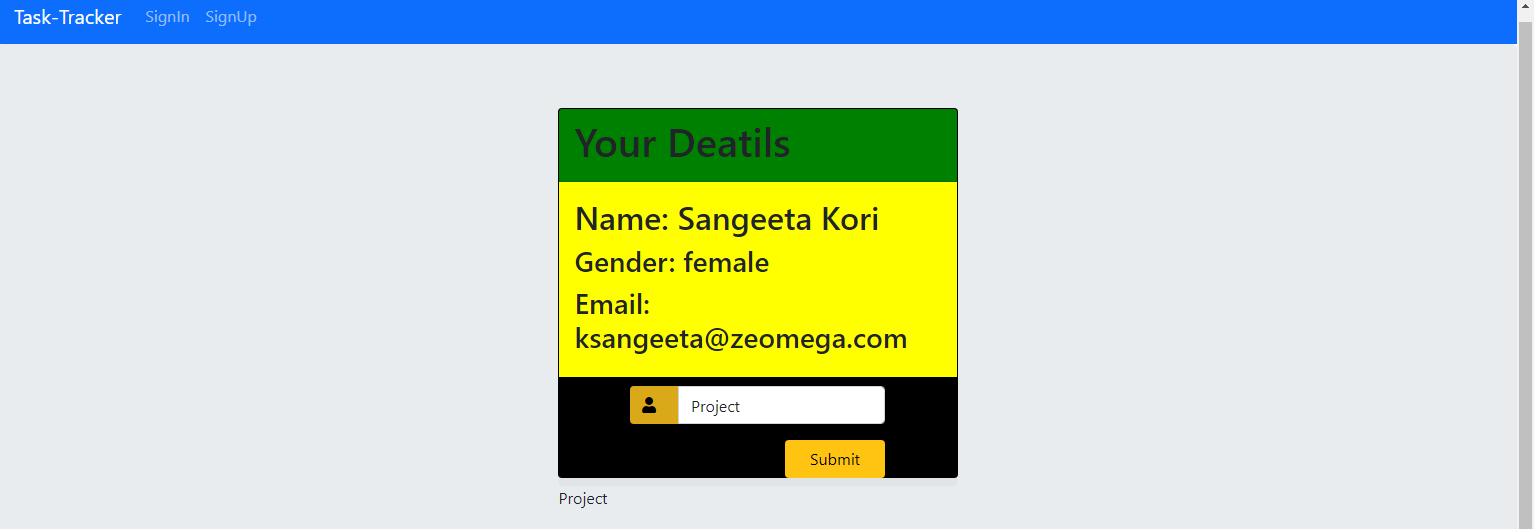 Task-Tracker SignIn SignUp
Your Deatils
Name: Sangeeta Kori
Gender: female
Email:
ksangeeta@zeomega.com
Project
Submit
Project